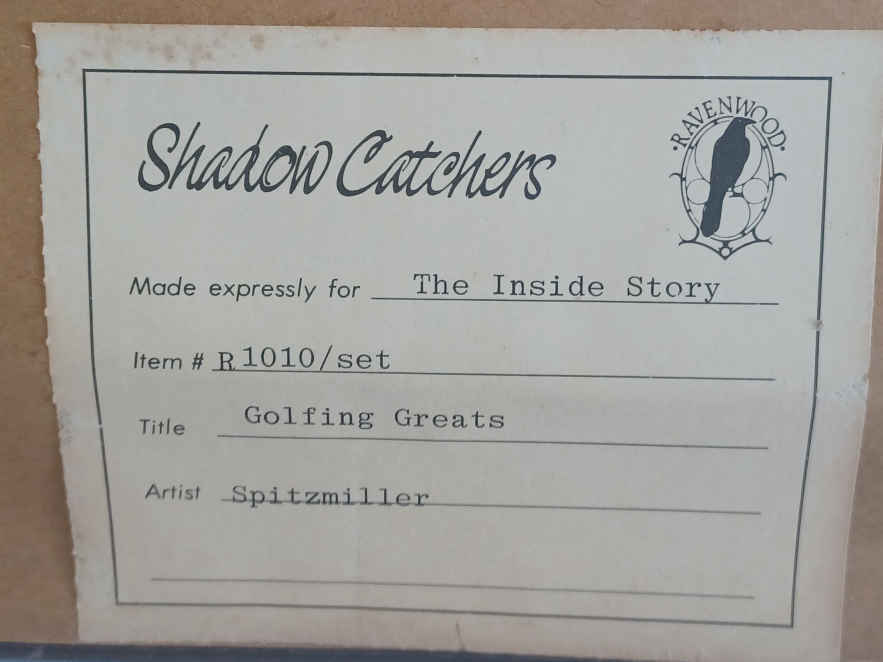 Shadow Catchers
·RAVENWOOD·
Made expressly for The Inside Story
Item # R1010/set
Title Golfing Greats
Artist Spitzmiller